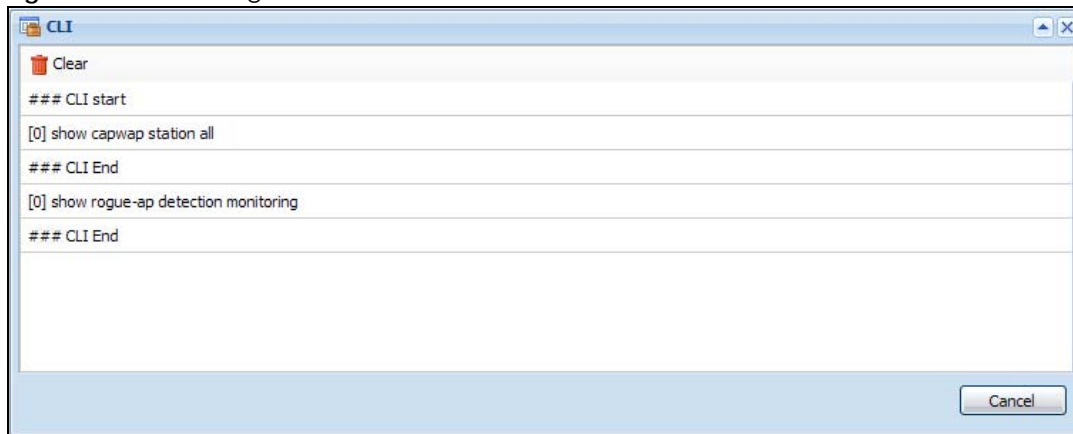 CLI
Clear
### CLI start
[0] show capwap station all
### CLI End
[0] show rogue-ap detection monitoring
### CLI End
Cancel